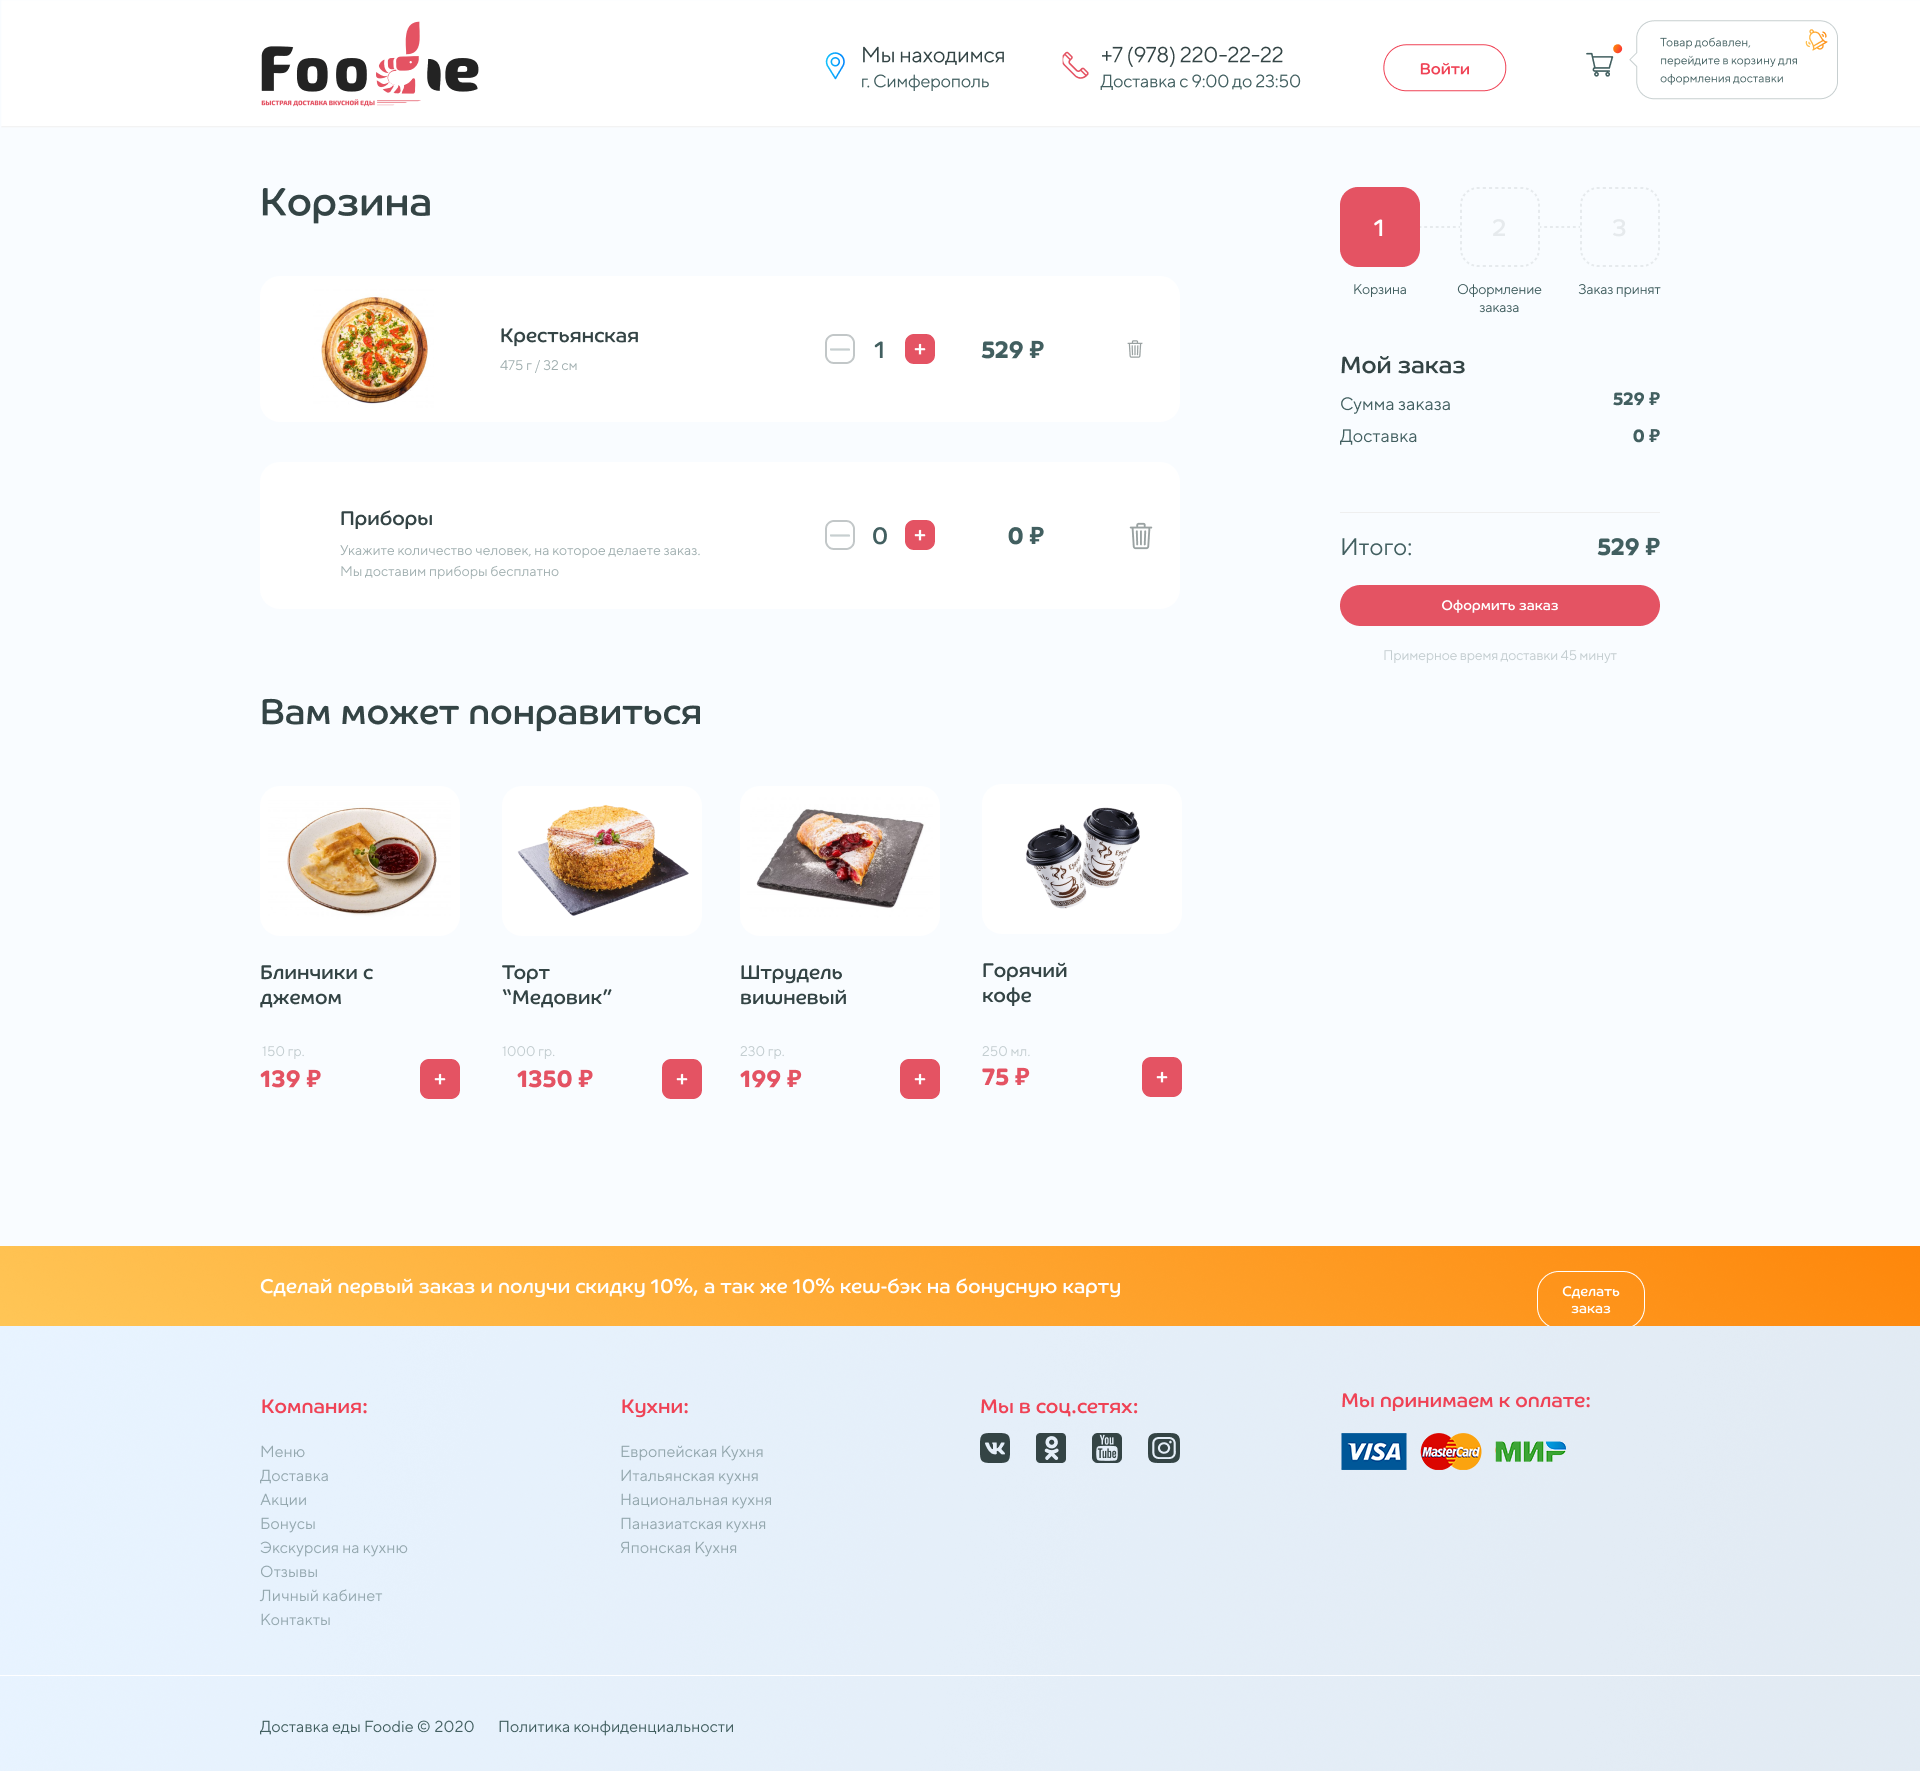 Foodie
БЫСТРАЯ ДОСТАВКА ВКУСНОЙ ЕДЫ
Мы находимся
г. Симферополь
+7 (978) 220-22-22
Доставка с 9:00 до 23:50
Войти
Товар добавлен,
перейдите в корзину для
оформления доставки
Корзина
1
2
3
Корзина
Оформление
заказа
Заказ принят
Крестьянская
475 г / 32 см
1
+
529 ₽
Приборы
Укажите количество человек, на которое делаете заказ.
Мы доставим приборы бесплатно
0
+
0 ₽
Мой заказ
Сумма заказа
529 ₽
Доставка
0 ₽
Итого:
529 ₽
Оформить заказ
Примерное время доставки 45 минут
Вам может понравиться
Блинчики с
джемом
150 гр.
139 ₽
+
Торт
“Медовик”
1000 гр.
1350 ₽
+
Штрудель
вишневый
230 гр.
199 ₽
+
Горячий
кофе
250 мл.
75 ₽
+
Сделай первый заказ и получи скидку 10%, а так же 10% кеш-бэк на бонусную карту
Сделать
заказ
Компания:
Меню
Доставка
Акции
Бонусы
Экскурсия на кухню
Отзывы
Личный кабинет
Контакты
Кухни:
Европейская Кухня
Итальянская кухня
Национальная кухня
Паназиатская кухня
Японская Кухня
Мы в соц.сетях:
You
Tube
Мы принимаем к оплате:
VISA
MasterCard
МИР
Доставка еды Foodie © 2020
Политика конфиденциальности